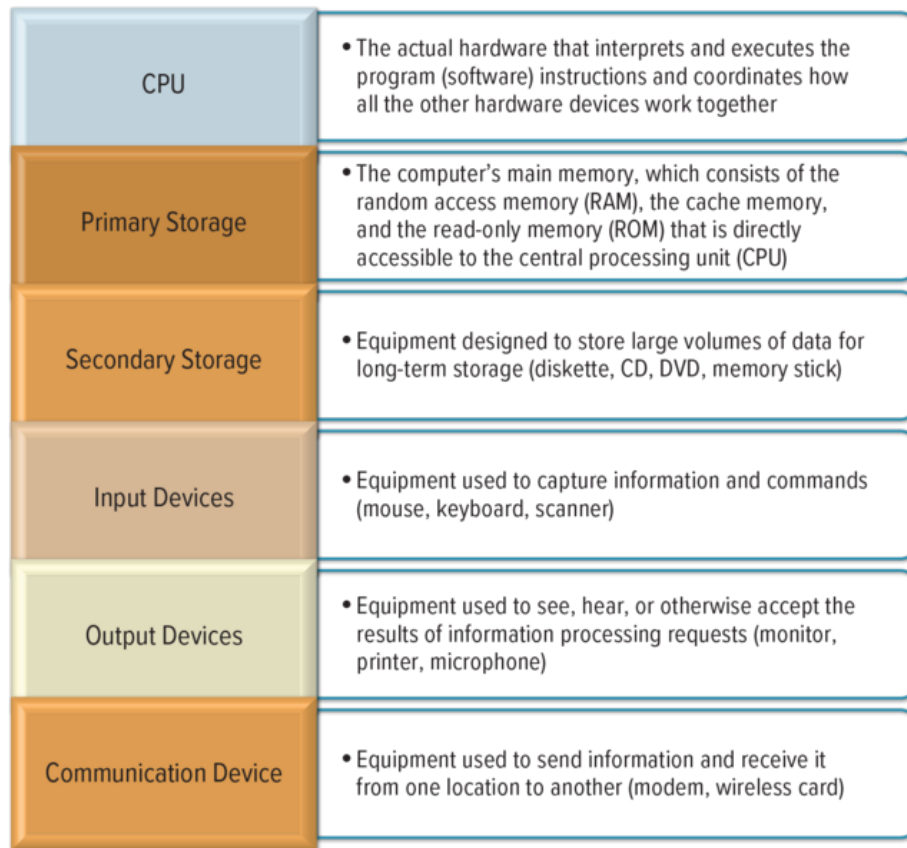 CPU
• The actual hardware that interprets and executes the
program (software) instructions and coordinates how
all the other hardware devices work together
Primary Storage
• The computer's main memory, which consists of the
random access memory (RAM), the cache memory,
and the read-only memory (ROM) that is directly
accessible to the central processing unit (CPU)
Secondary Storage
• Equipment designed to store large volumes of data for
long-term storage (diskette, CD, DVD, memory stick)
Input Devices
• Equipment used to capture information and commands
(mouse, keyboard, scanner)
Output Devices
• Equipment used to see, hear, or otherwise accept the
results of information processing requests (monitor,
printer, microphone)
Communication Device
• Equipment used to send information and receive it
from one location to another (modem, wireless card)